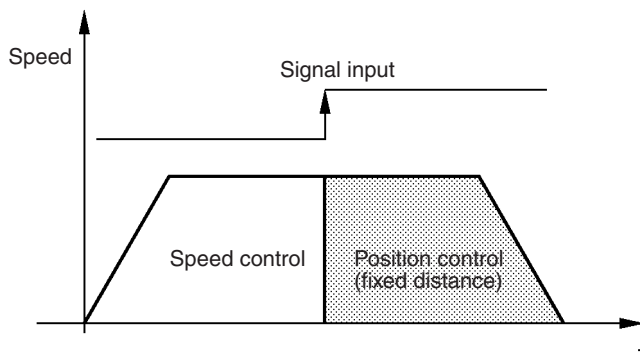 Speed
Signal input
Speed control
Position control
(fixed distance)